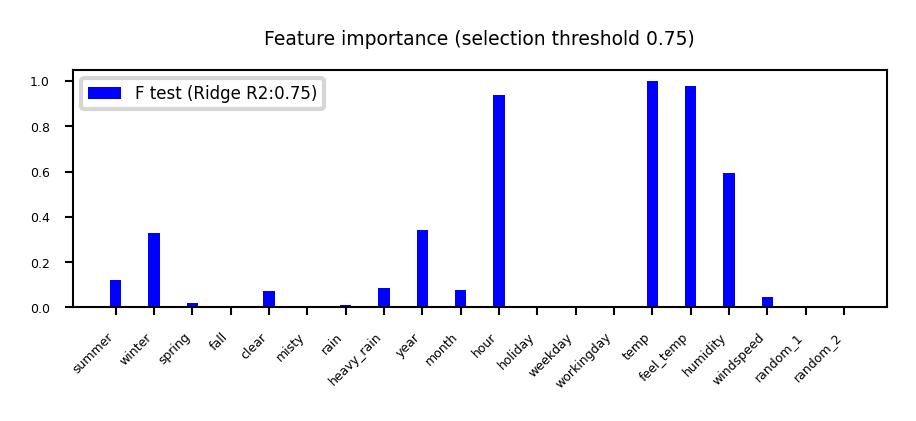 Feature importance (selection threshold 0.75)
F test (Ridge R2:0.75)
1.0
0.8
0.6
0.4
0.2
0.0
summer
winter
spring
fall
clear
misty
rain
heavy_rain
year
month
hour
holiday
weekday
workingday
temp
feel_temp
humidity
windspeed
random_1
random_2